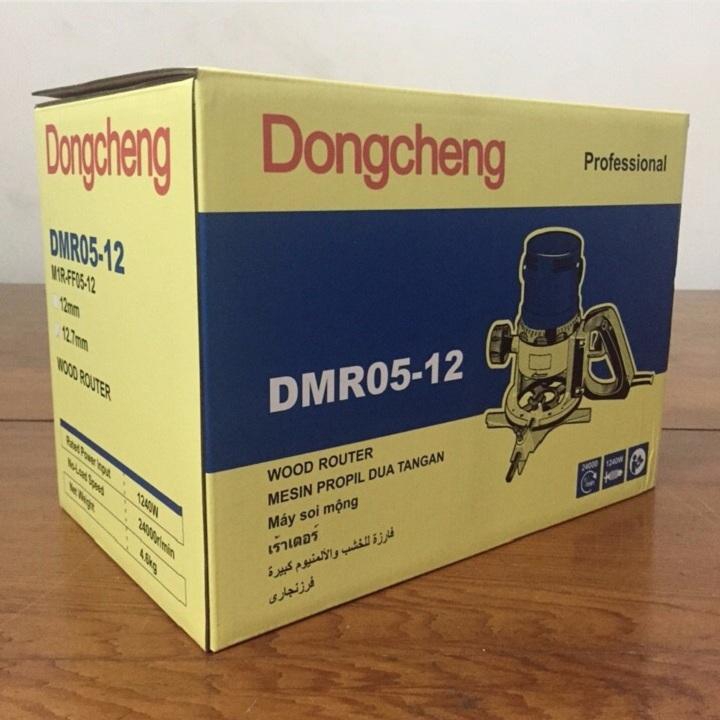 Dongcheng
DMR05-12
M1R-FF05-12
12mm
12.7mm
WOOD ROUTER
Rated Power Input : 1240W
No-Load Speed : 24000r/min
Net Weight : 4.6kg
Dongcheng
Professional
DMR05-12
WOOD ROUTER
MESIN PROPIL DUA TANGAN
Máy soi mộng
เร้าเตอร์
فارزة للخشب والألمنيوم كبيرة
فرزنجاری
24000
/min
1240W